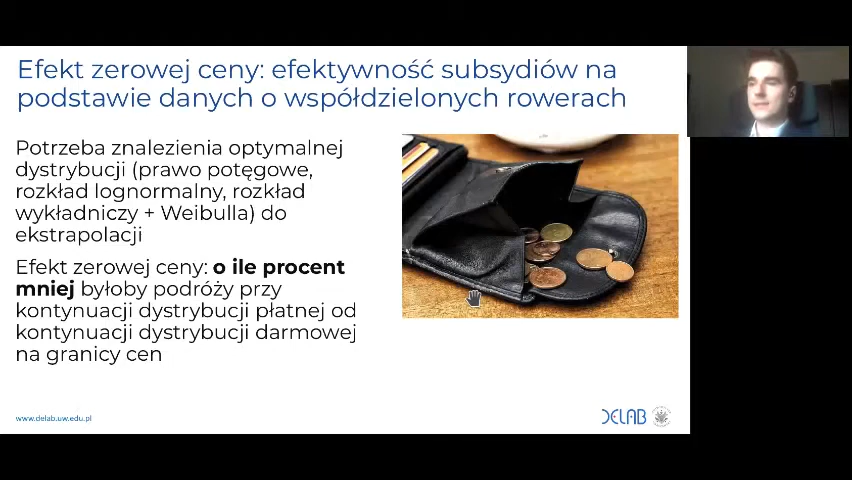 Efekt zerowej ceny: efektywność subsydiów na
podstawie danych o współdzielonych rowerach
Potrzeba znalezienia optymalnej
dystrybucji (prawo potęgowe,
rozkład lognormalny, rozkład
wykładniczy + Weibulla) do
ekstrapolacji
Efekt zerowej ceny: o ile procent
mniej byłoby podróży przy
kontynuacji dystrybucji płatnej od
kontynuacji dystrybucji darmowej
na granicy cen
www.delab.uw.edu.pl
DELAB